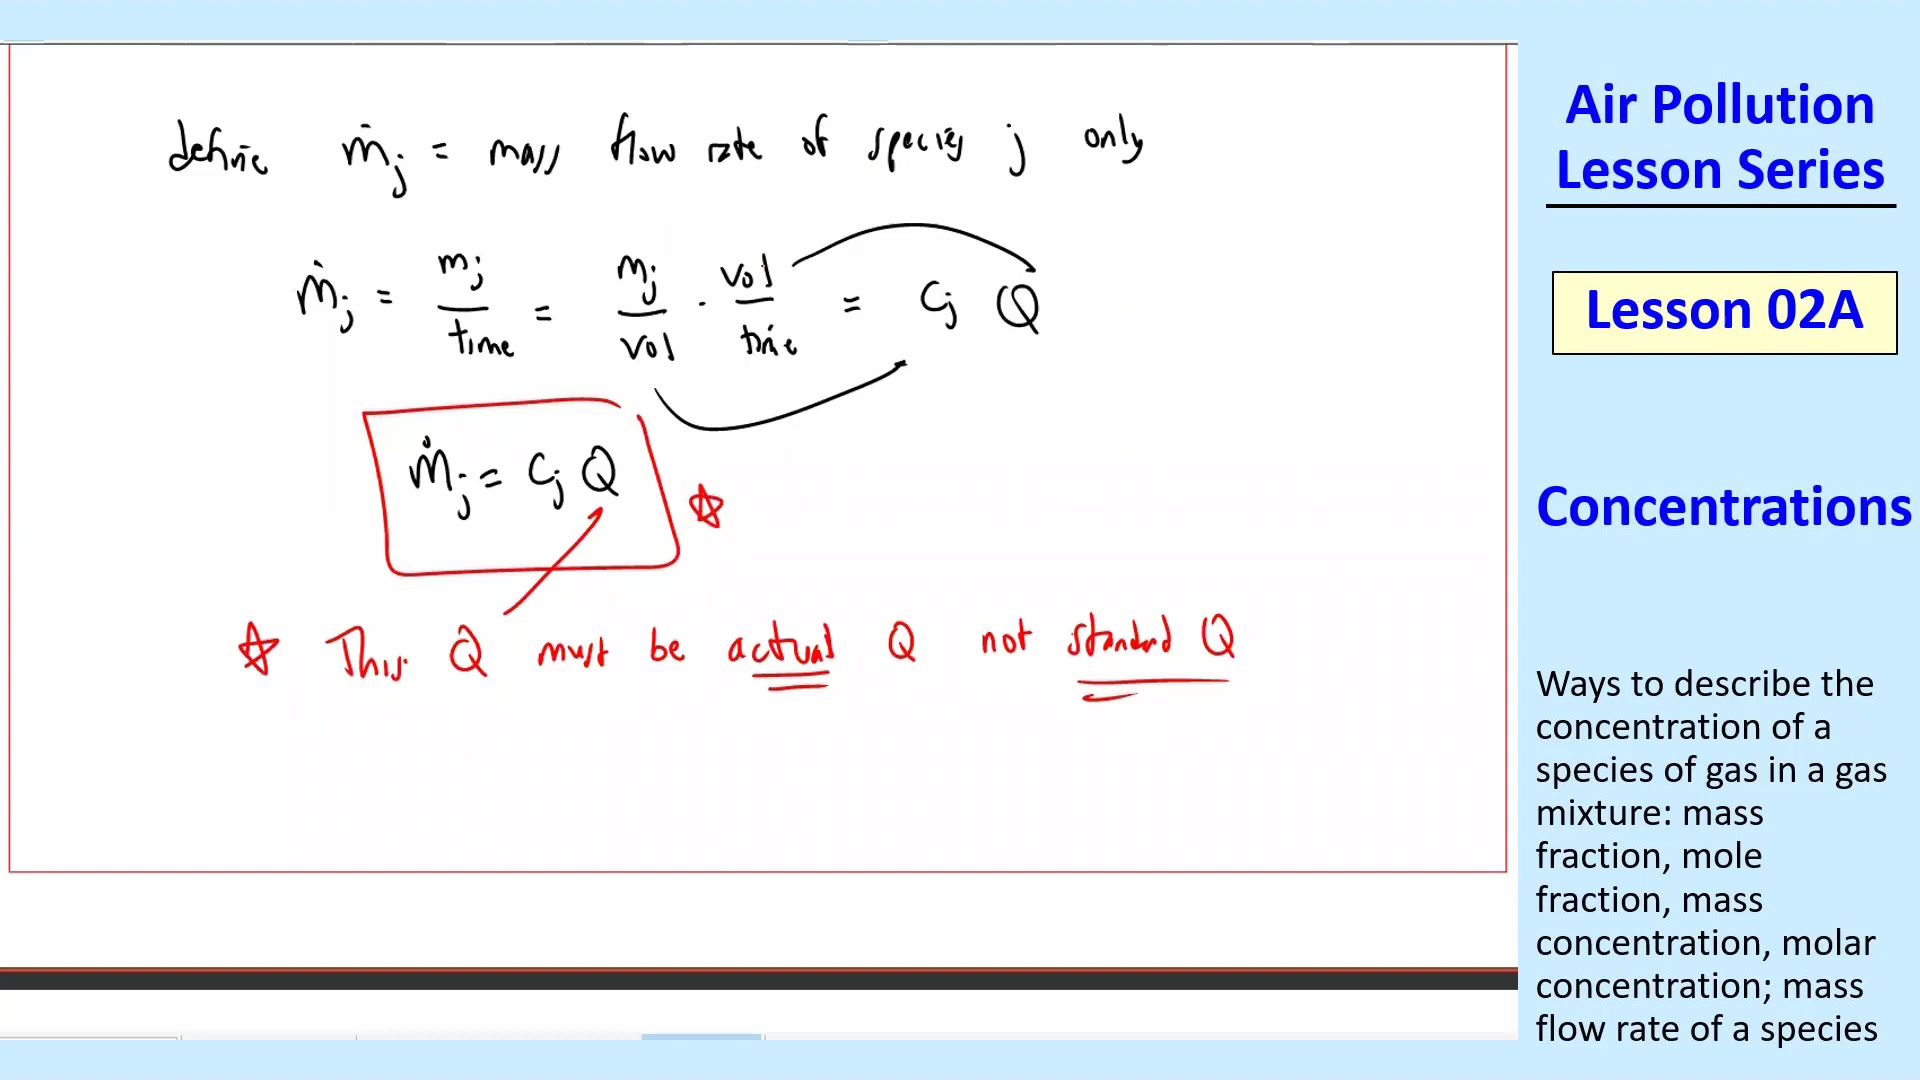 define ṁj = mass flow rate of species j only
ṁj = mj/time = mj/vol · vol/time = cj Q
ṁj = cj Q ☆
☆ This Q must be actual Q not standard Q
Air Pollution
Lesson Series
Lesson 02A
Concentrations
Ways to describe the
concentration of a
species of gas in a gas
mixture: mass
fraction, mole
fraction, mass
concentration, molar
concentration; mass
flow rate of a species